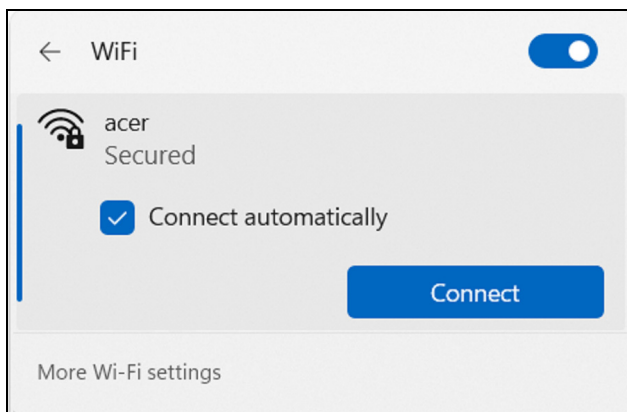 WiFi
acer
Secured
Connect automatically
Connect
More Wi-Fi settings